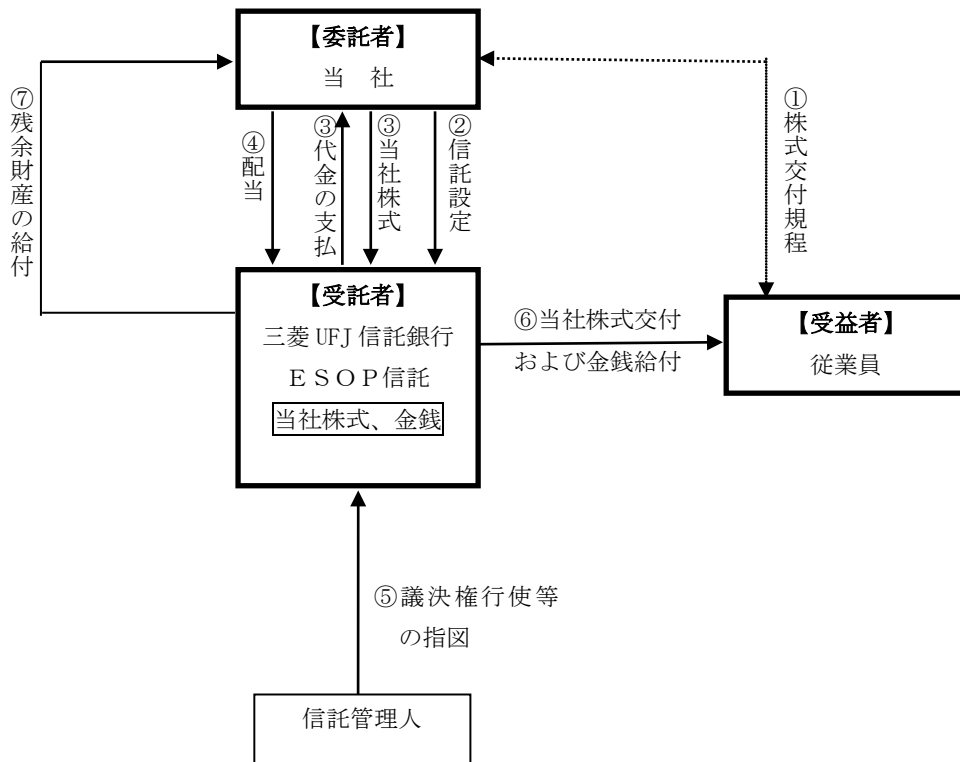 【委託者】
当 社
①株式交付規程
②信託設定
③当社株式
③代金の支払
④配当
⑦残余財産の給付
【受託者】
三菱 UFJ 信託銀行
ＥＳＯＰ信託
当社株式、金銭
⑥当社株式交付
および金銭給付
【受益者】
従業員
⑤議決権行使等
の指図
信託管理人